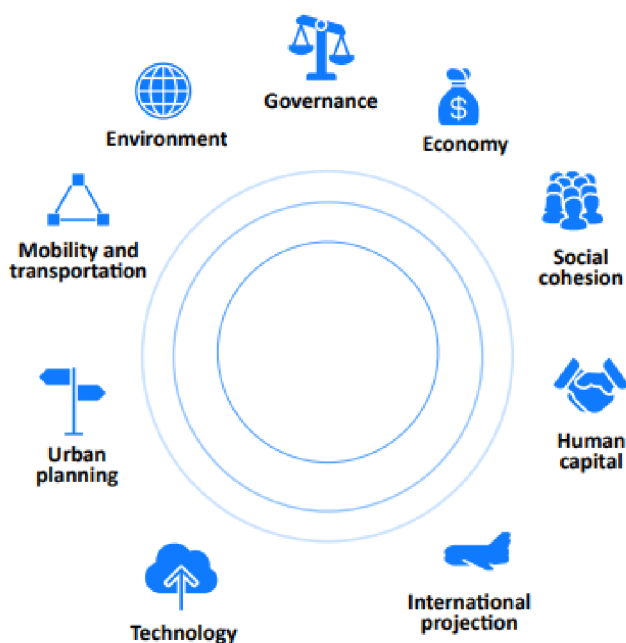 Governance
Economy
Social
cohesion
Human
capital
International
projection
Technology
Urban
planning
Mobility and
transportation
Environment
$